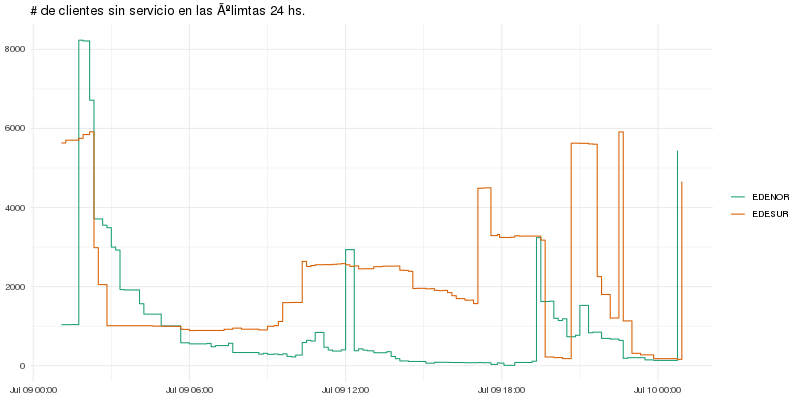 # de clientes sin servicio en las Ãºlimtas 24 hs.
8000
6000
4000
2000
0
Jul 09 00:00
Jul 09 06:00
Jul 09 12:00
Jul 09 18:00
Jul 10 00:00
EDENOR
EDESUR